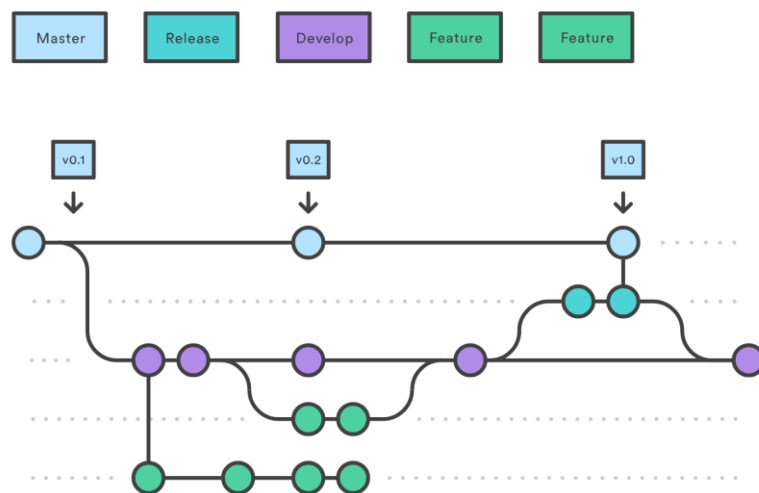 Master
Release
Develop
Feature
Feature
v0.1
v0.2
v1.0